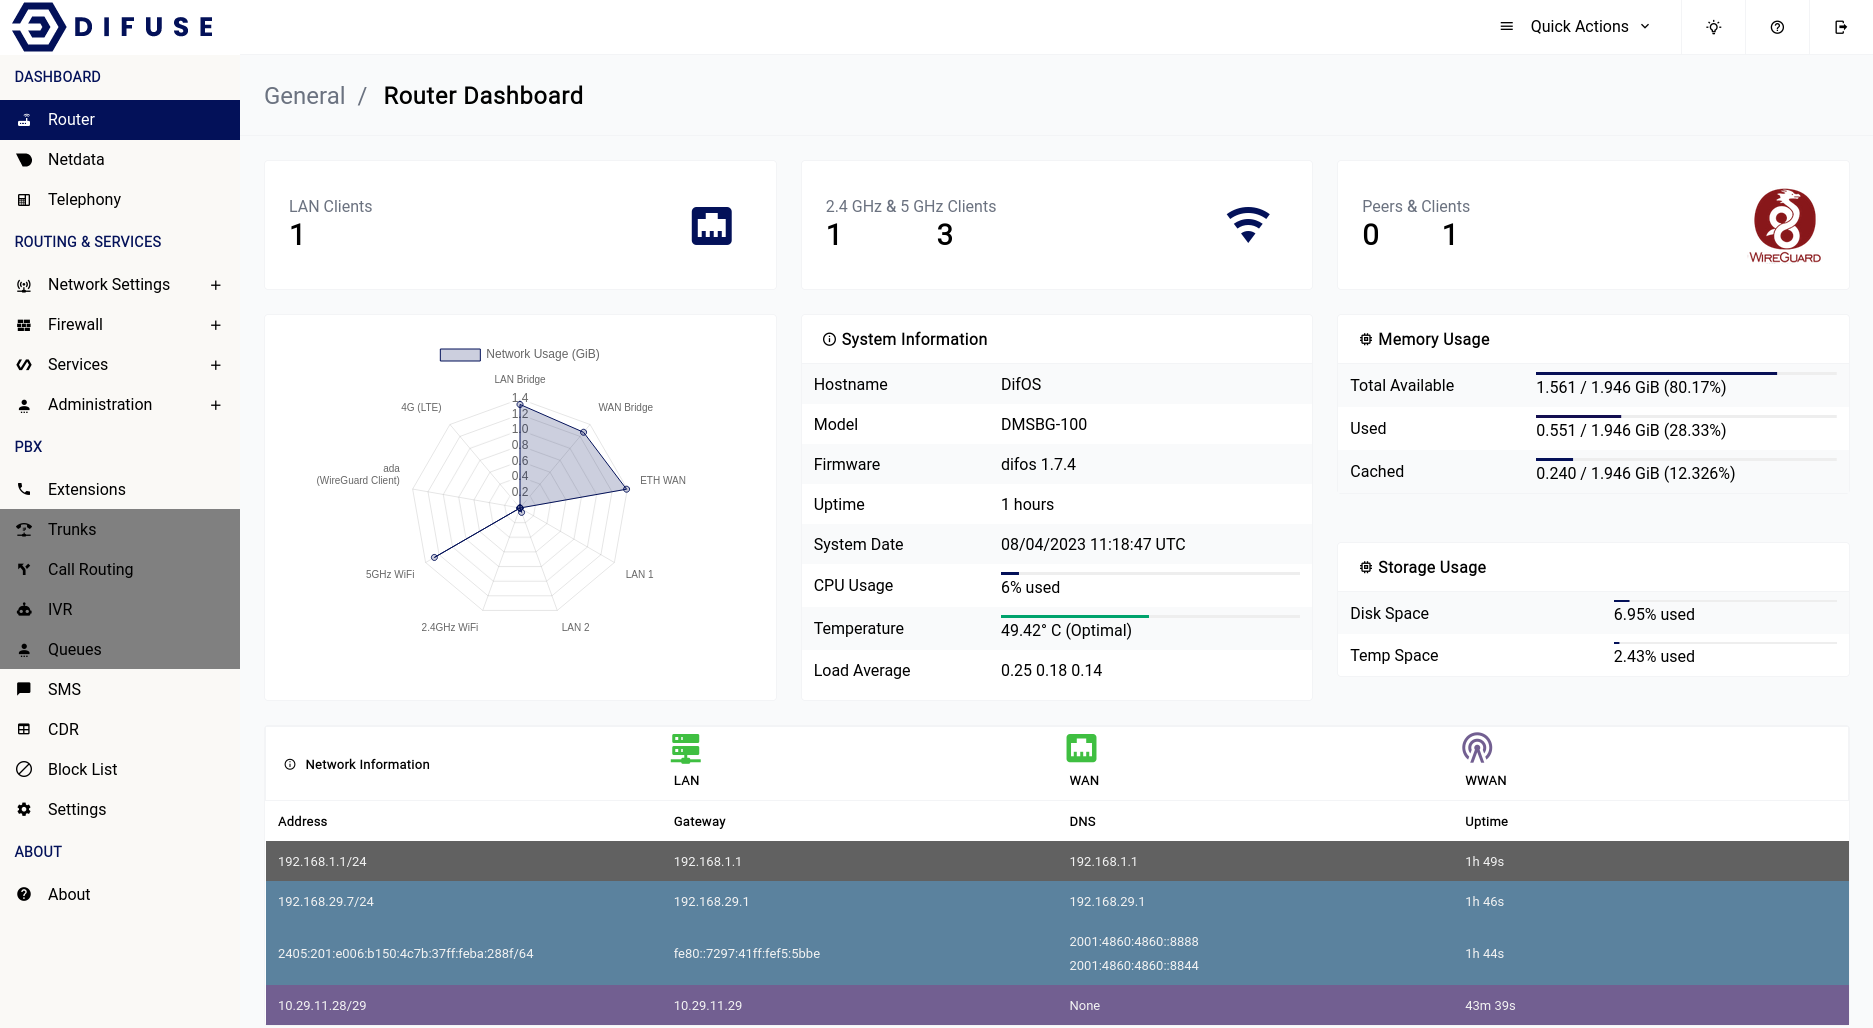 DIFUSE
Quick Actions
DASHBOARD
Router
Netdata
Telephony
ROUTING & SERVICES
Network Settings +
Firewall +
Services +
Administration +
PBX
Extensions
Trunks
Call Routing
IVR
Queues
SMS
CDR
Block List
Settings
ABOUT
About
General / Router Dashboard
LAN Clients
1
2.4 GHz & 5 GHz Clients
1 3
Peers & Clients
0 1
WIREGUARD
Network Usage (GiB)
LAN Bridge
WAN Bridge
ETH WAN
LAN 1
LAN 2
2.4GHz WiFi
5GHz WiFi
ada
(WireGuard Client)
4G (LTE)
1.4
1.2
1.0
0.8
0.6
0.4
0.2
System Information
Hostname DifOS
Model DMSBG-100
Firmware difos 1.7.4
Uptime 1 hours
System Date 08/04/2023 11:18:47 UTC
CPU Usage 6% used
Temperature 49.42° C (Optimal)
Load Average 0.25 0.18 0.14
Memory Usage
Total Available 1.561 / 1.946 GiB (80.17%)
Used 0.551 / 1.946 GiB (28.33%)
Cached 0.240 / 1.946 GiB (12.326%)
Storage Usage
Disk Space 6.95% used
Temp Space 2.43% used
Network Information LAN WAN WWAN
Address Gateway DNS Uptime
192.168.1.1/24 192.168.1.1 192.168.1.1 1h 49s
192.168.29.7/24 192.168.29.1 192.168.29.1 1h 46s
2405:201:e006:b150:4c7b:37ff:feba:288f/64 fe80::7297:41ff:fef5:5bbe 2001:4860:4860::8888 1h 44s
2001:4860:4860::8844
10.29.11.28/29 10.29.11.29 None 43m 39s